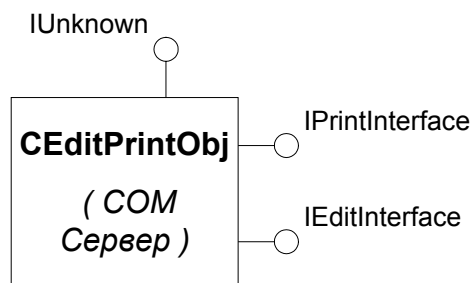 IUnknown
CEditPrintObj
( COM
Сервер )
IPrintInterface
IEditInterface